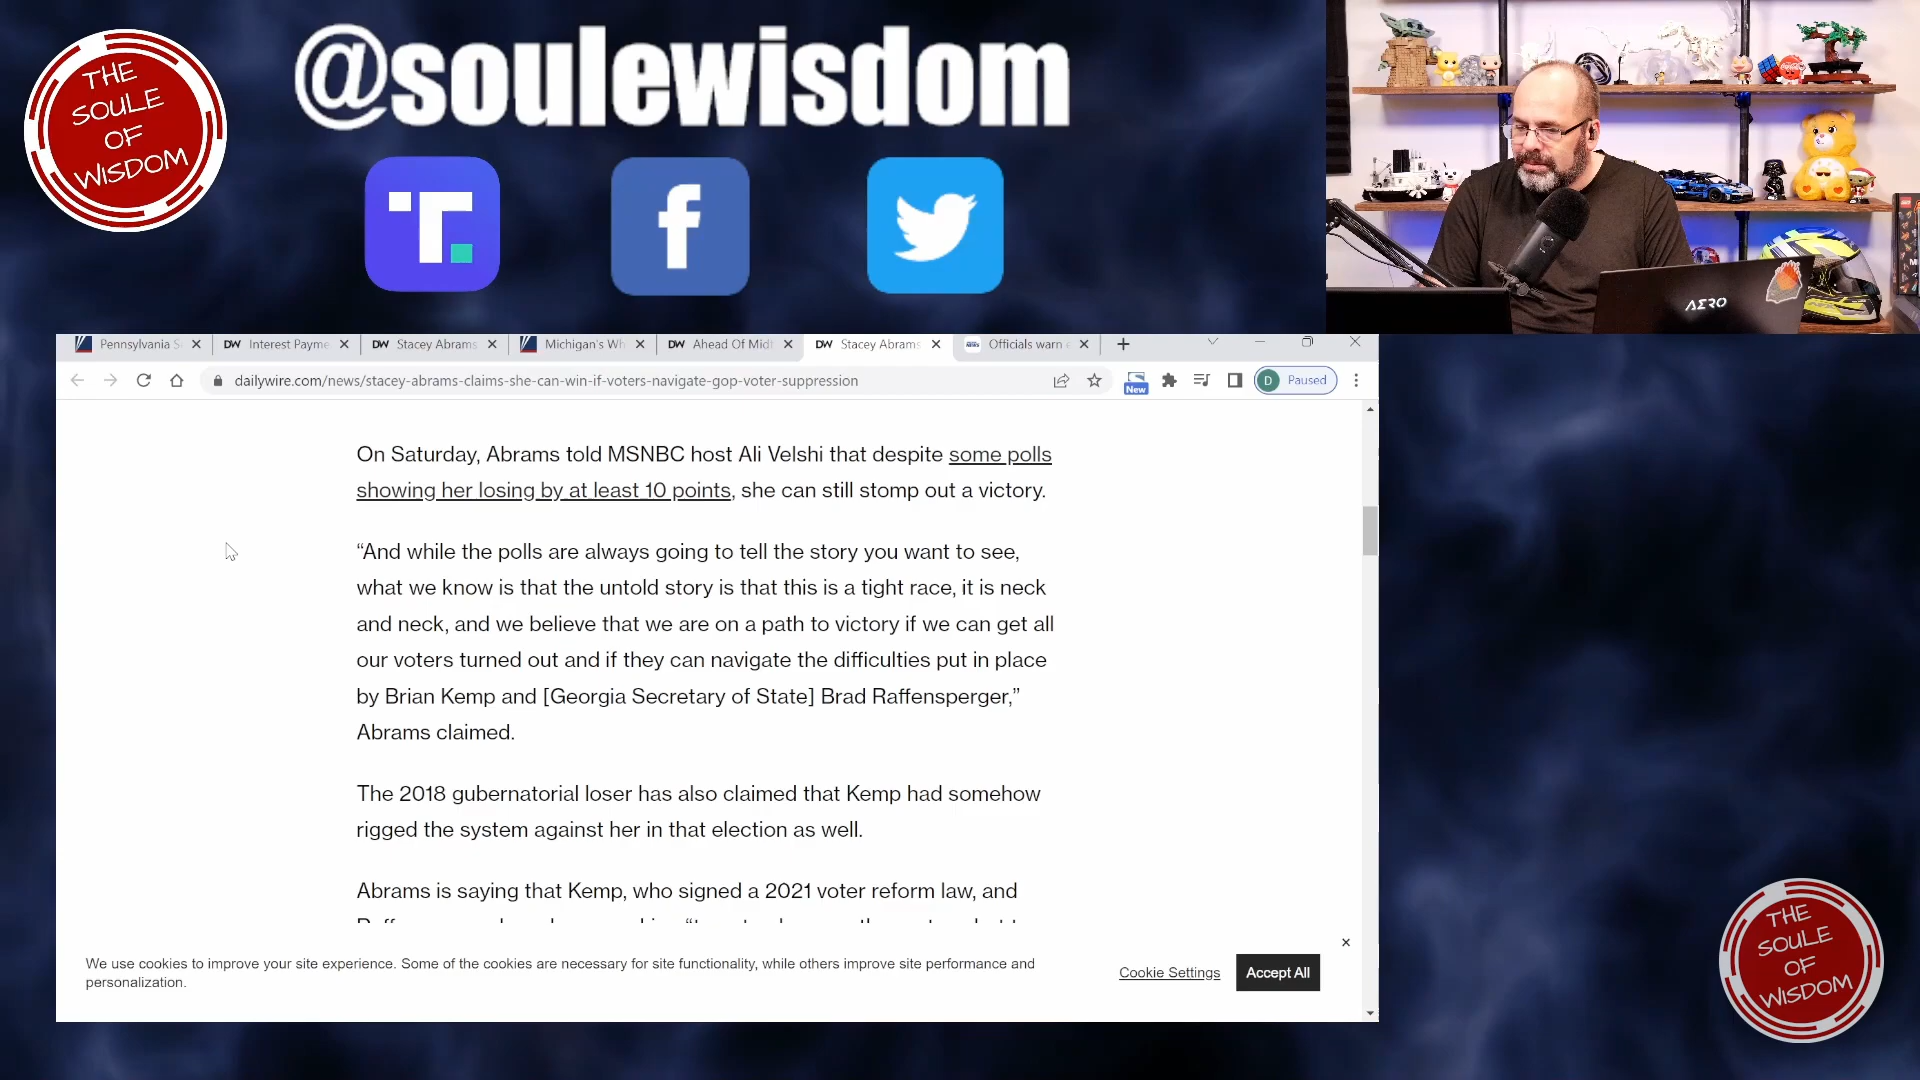 THE
SOULE
OF
WISDOM
@soulewisdom
AERO
Pennsylvania S
DW Interest Payme
DW Stacey Abrams
Michigan's Wh
DW Ahead Of Midt
DW Stacey Abrams
Officials warn
dailywire.com/news/stacey-abrams-claims-she-can-win-if-voters-navigate-gop-voter-suppression
New
D Paused
On Saturday, Abrams told MSNBC host Ali Velshi that despite some polls
showing her losing by at least 10 points, she can still stomp out a victory.
“And while the polls are always going to tell the story you want to see,
what we know is that the untold story is that this is a tight race, it is neck
and neck, and we believe that we are on a path to victory if we can get all
our voters turned out and if they can navigate the difficulties put in place
by Brian Kemp and [Georgia Secretary of State] Brad Raffensperger,”
Abrams claimed.
The 2018 gubernatorial loser has also claimed that Kemp had somehow
rigged the system against her in that election as well.
Abrams is saying that Kemp, who signed a 2021 voter reform law, and
We use cookies to improve your site experience. Some of the cookies are necessary for site functionality, while others improve site performance and
personalization.
Cookie Settings
Accept All
THE
SOULE
OF
WISDOM